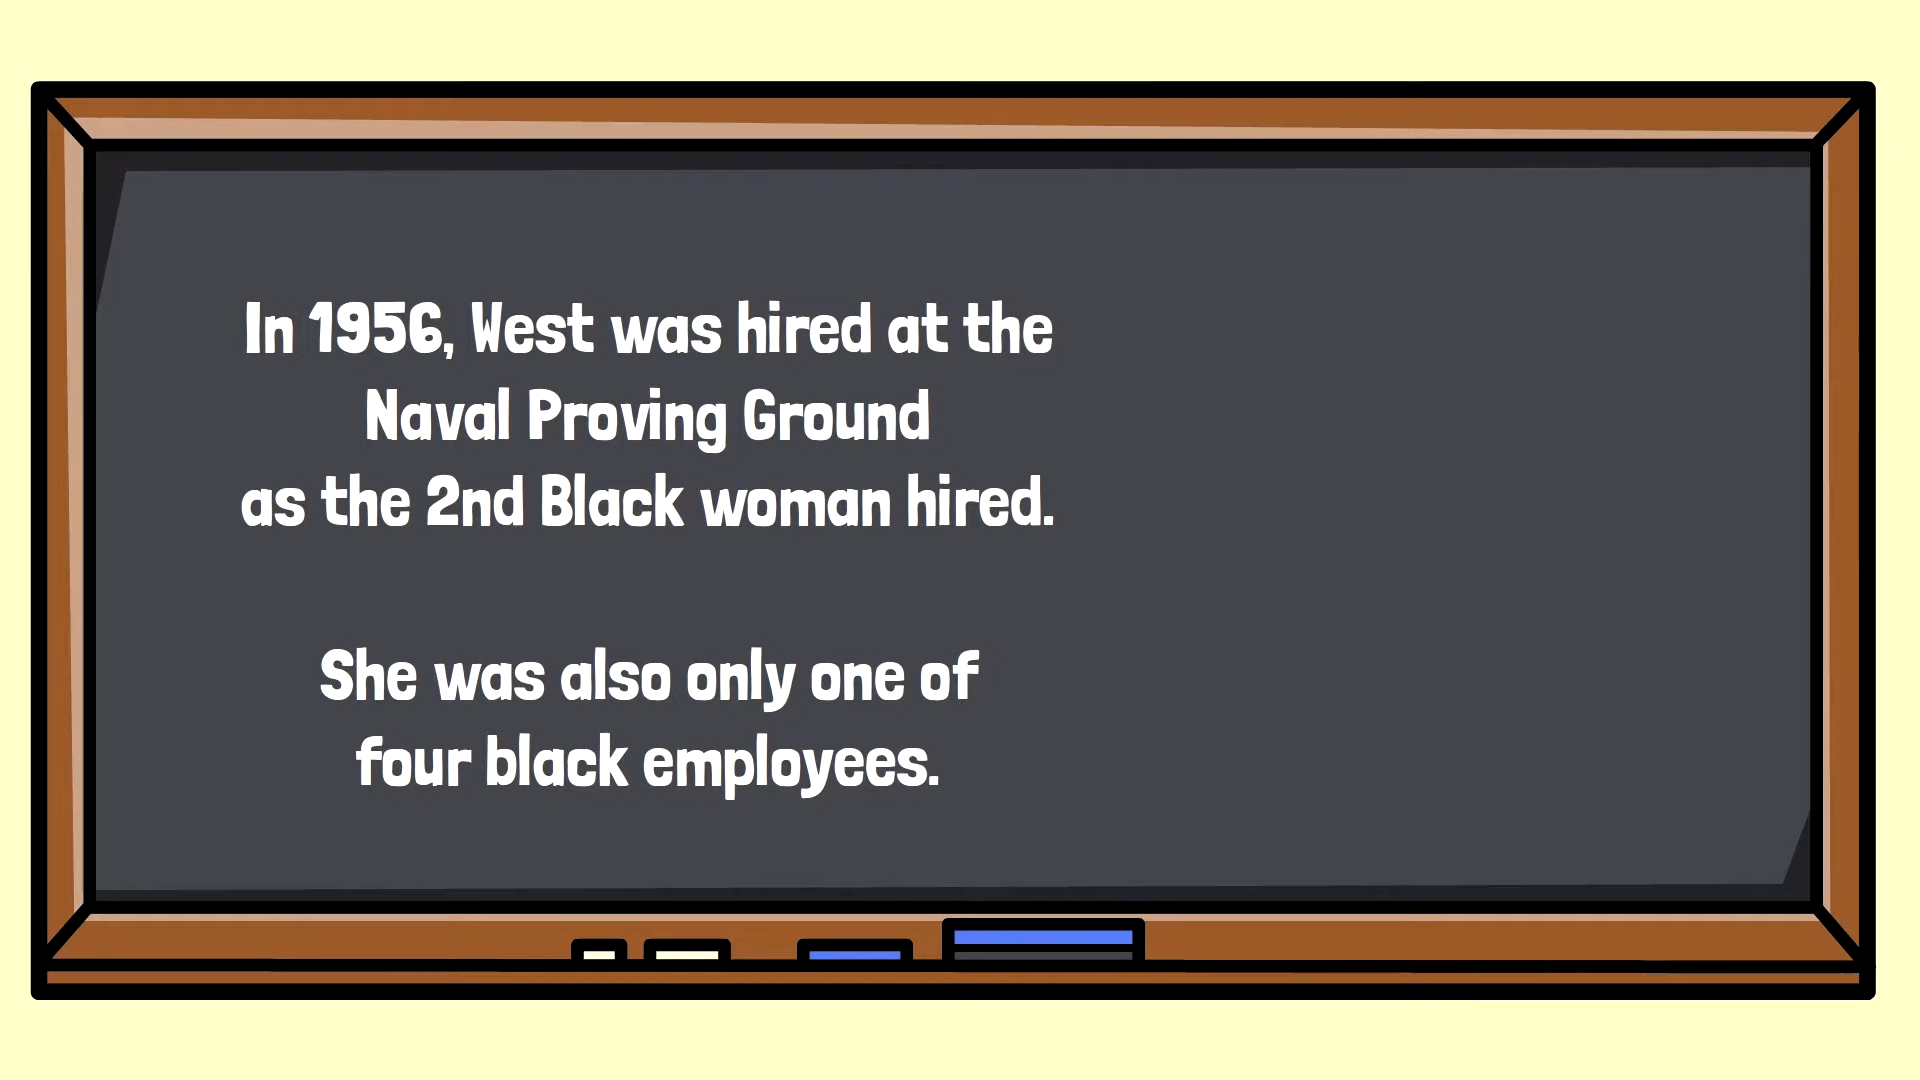 In 1956, West was hired at the
Naval Proving Ground
as the 2nd Black woman hired.
She was also only one of
four black employees.